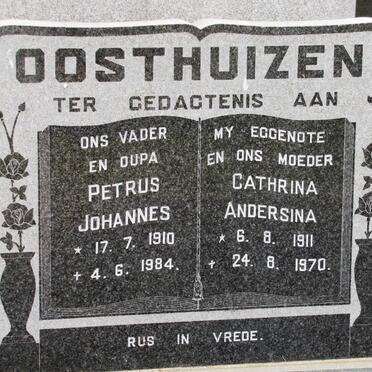 OOSTHUIZEN
TER GEDAGTENIS AAN
ONS VADER
EN OUPA
PETRUS
JOHANNES
* 17. 7. 1910
+ 4. 6. 1984.
MY EGGENOTE
EN ONS MOEDER
CATHRINA
ANDERSINA
* 6. 8. 1911
+ 24. 8. 1970.
RUS IN VREDE.